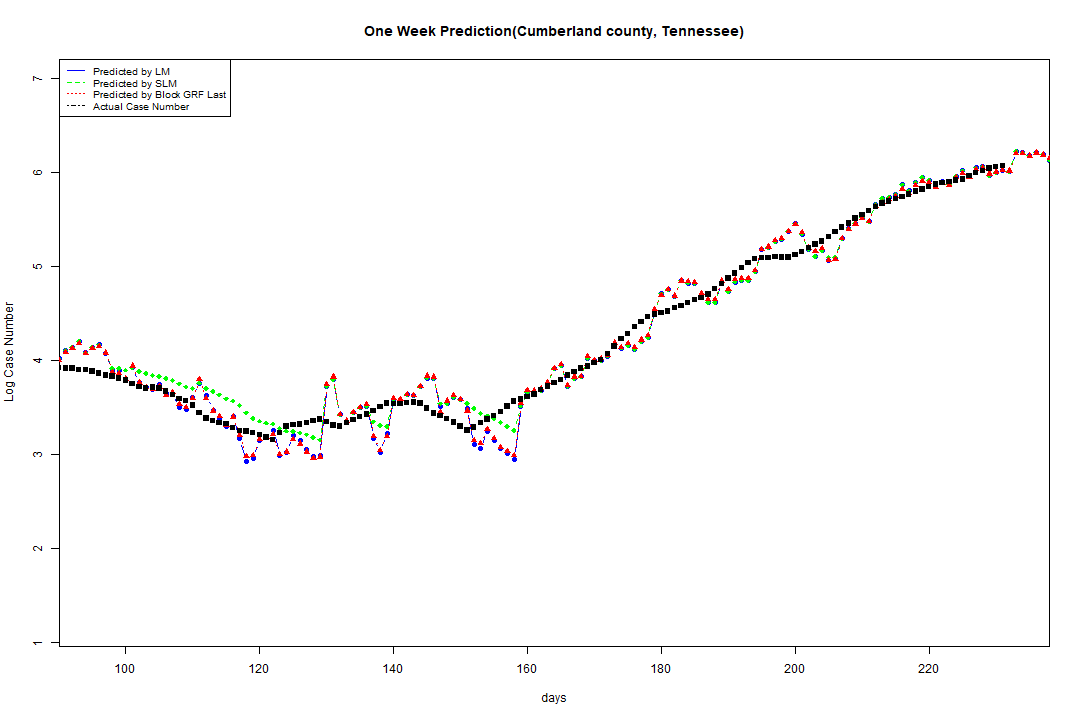 One Week Prediction(Cumberland county, Tennessee)
Predicted by LM
Predicted by SLM
Predicted by Block GRF Last
Actual Case Number
7
6
5
4
3
2
1
Log Case Number
100 120 140 160 180 200 220
days